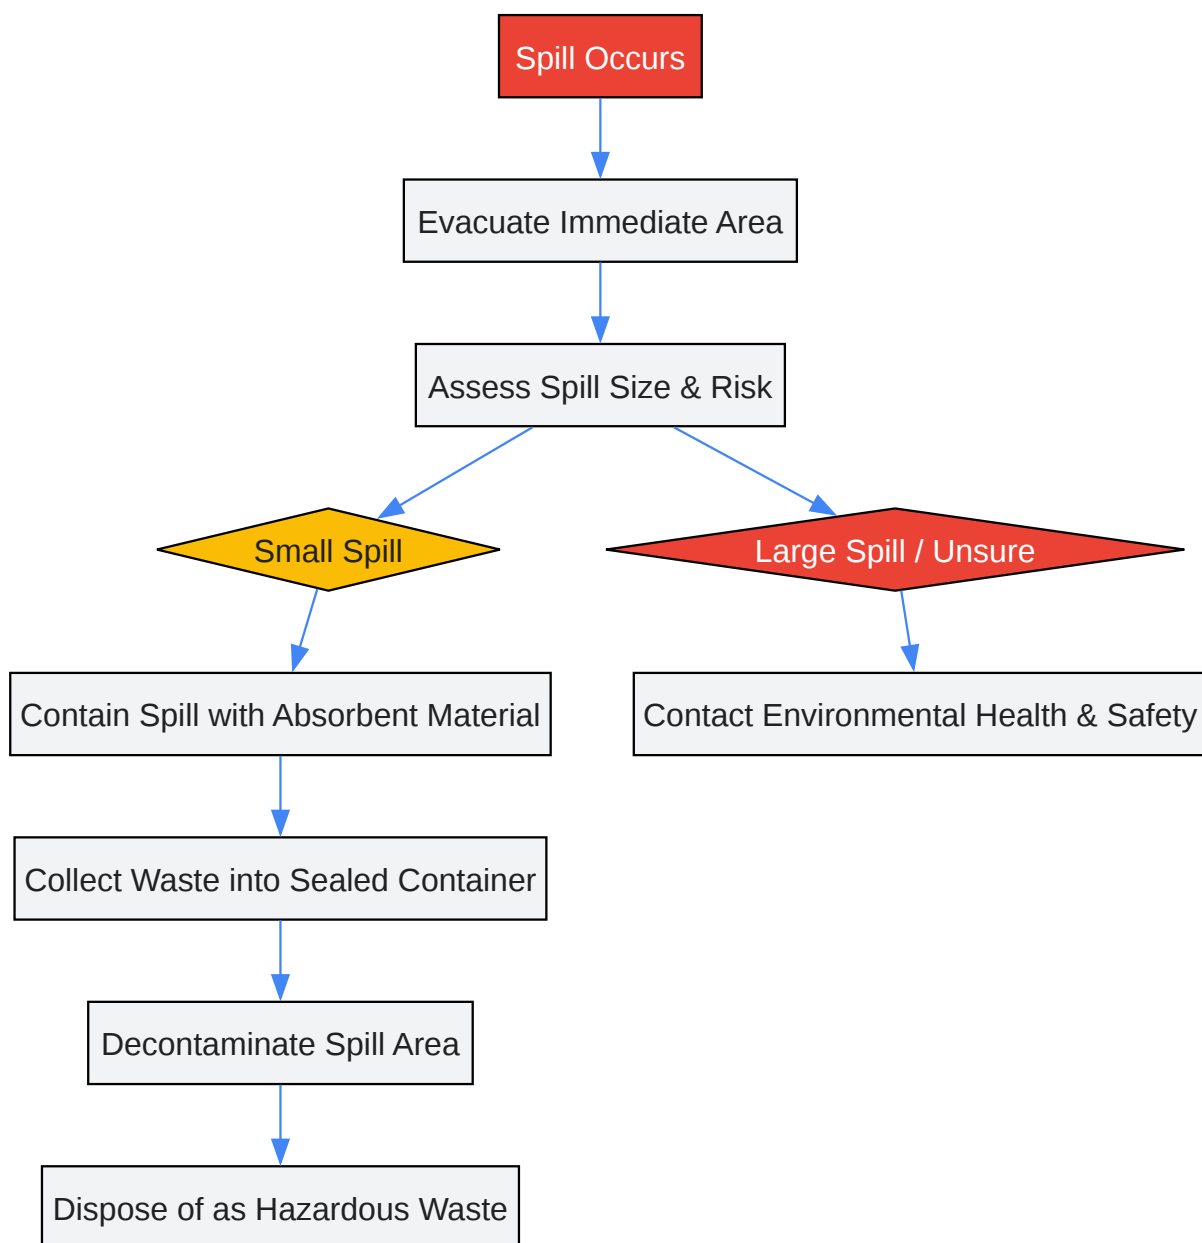 Spill Occurs
Evacuate Immediate Area
Assess Spill Size & Risk
Small Spill
Large Spill / Unsure
Contain Spill with Absorbent Material
Contact Environmental Health & Safety
Collect Waste into Sealed Container
Decontaminate Spill Area
Dispose of as Hazardous Waste